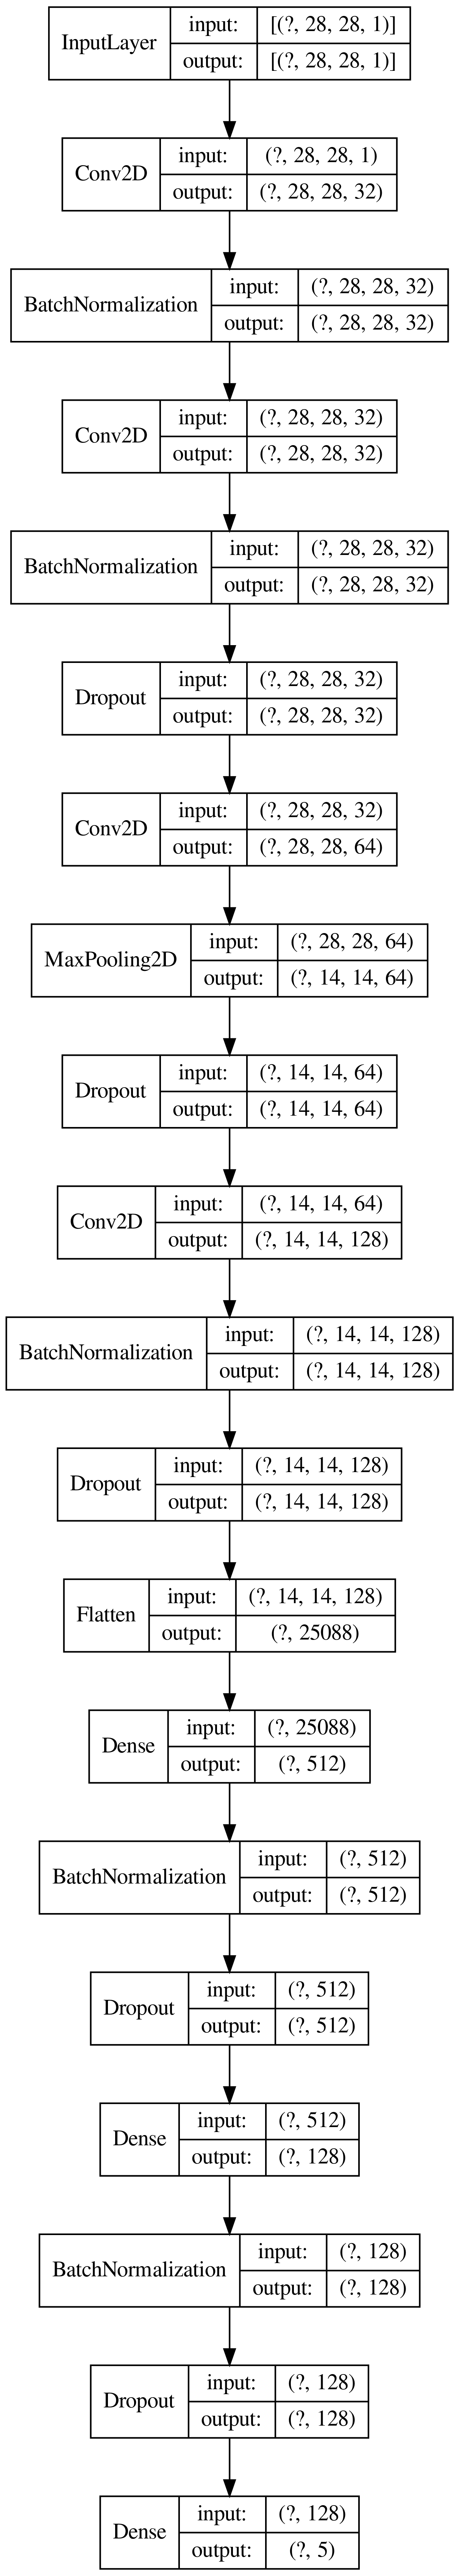 InputLayer
input: [(?, 28, 28, 1)]
output: [(?, 28, 28, 1)]
Conv2D
input: (?, 28, 28, 1)
output: (?, 28, 28, 32)
BatchNormalization
input: (?, 28, 28, 32)
output: (?, 28, 28, 32)
Conv2D
input: (?, 28, 28, 32)
output: (?, 28, 28, 32)
BatchNormalization
input: (?, 28, 28, 32)
output: (?, 28, 28, 32)
Dropout
input: (?, 28, 28, 32)
output: (?, 28, 28, 32)
Conv2D
input: (?, 28, 28, 32)
output: (?, 28, 28, 64)
MaxPooling2D
input: (?, 28, 28, 64)
output: (?, 14, 14, 64)
Dropout
input: (?, 14, 14, 64)
output: (?, 14, 14, 64)
Conv2D
input: (?, 14, 14, 64)
output: (?, 14, 14, 128)
BatchNormalization
input: (?, 14, 14, 128)
output: (?, 14, 14, 128)
Dropout
input: (?, 14, 14, 128)
output: (?, 14, 14, 128)
Flatten
input: (?, 14, 14, 128)
output: (?, 25088)
Dense
input: (?, 25088)
output: (?, 512)
BatchNormalization
input: (?, 512)
output: (?, 512)
Dropout
input: (?, 512)
output: (?, 512)
Dense
input: (?, 512)
output: (?, 128)
BatchNormalization
input: (?, 128)
output: (?, 128)
Dropout
input: (?, 128)
output: (?, 128)
Dense
input: (?, 128)
output: (?, 5)